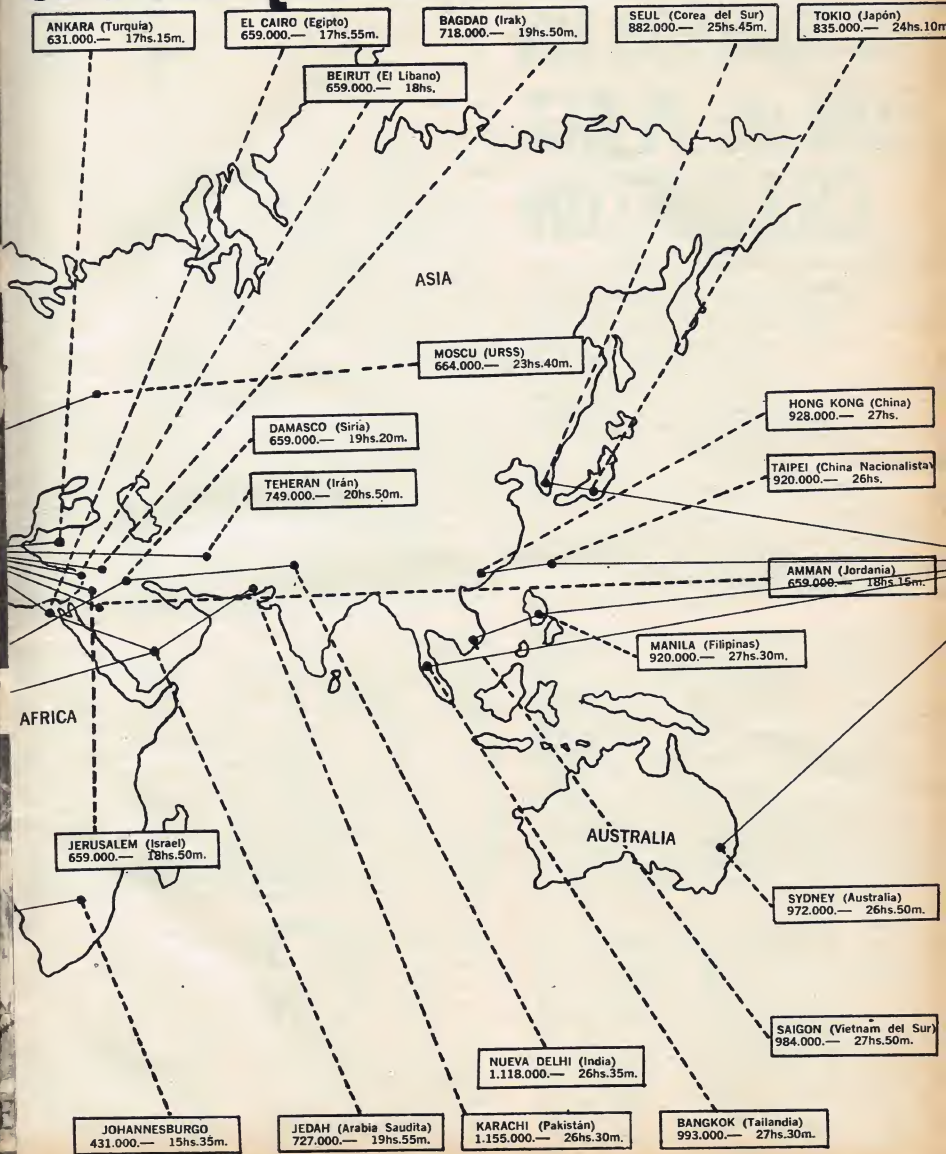 ANKARA (Turquía)
631.000.— 17hs.15m.
EL CAIRO (Egipto)
659.000.— 17hs.55m.
BAGDAD (Irak)
718.000.— 19hs.50m.
SEUL (Corea del Sur)
882.000.— 25hs.45m.
TOKIO (Japón)
835.000.— 24hs.10m
BEIRUT (El Líbano)
659.000.— 18hs.
ASIA
MOSCU (URSS)
664.000.— 23hs.40m.
DAMASCO (Siria)
659.000.— 19hs.20m.
HONG KONG (China)
928.000.— 27hs.
TEHERAN (Irán)
749.000.— 20hs.50m.
TAIPEI (China Nacionalista)
920.000.— 26hs.
AMMAN (Jordania)
659.000.— 18hs.15m.
MANILA (Filipinas)
920.000.— 27hs.30m.
AFRICA
AUSTRALIA
JERUSALEM (Israel)
659.000.— 18hs.50m.
SYDNEY (Australia)
972.000.— 26hs.50m.
SAIGON (Vietnam del Sur)
984.000.— 27hs.50m.
NUEVA DELHI (India)
1.118.000.— 26hs.35m.
JOHANNESBURGO
431.000.— 15hs.35m.
JEDAH (Arabia Saudita)
727.000.— 19hs.55m.
KARACHI (Pakistán)
1.155.000.— 26hs.30m.
BANGKOK (Tailandia)
993.000.— 27hs.30m.